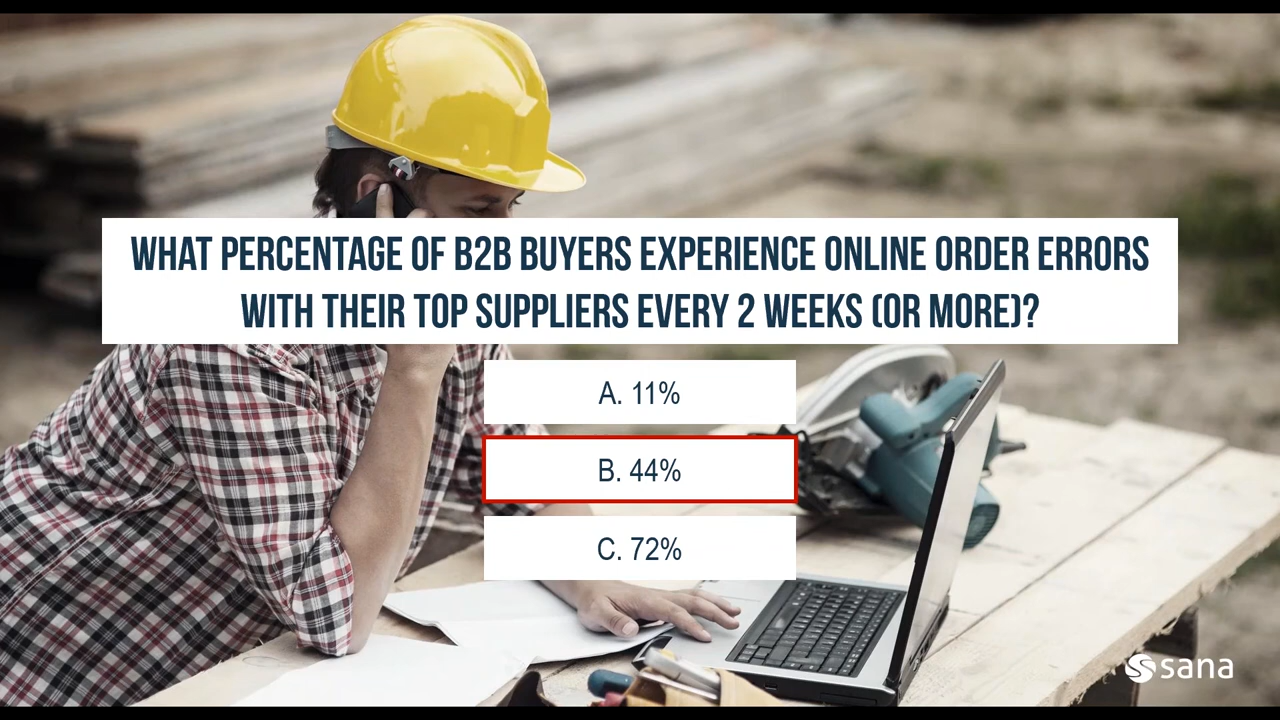 WHAT PERCENTAGE OF B2B BUYERS EXPERIENCE ONLINE ORDER ERRORS
WITH THEIR TOP SUPPLIERS EVERY 2 WEEKS (OR MORE)?
A. 11%
B. 44%
C. 72%
sana